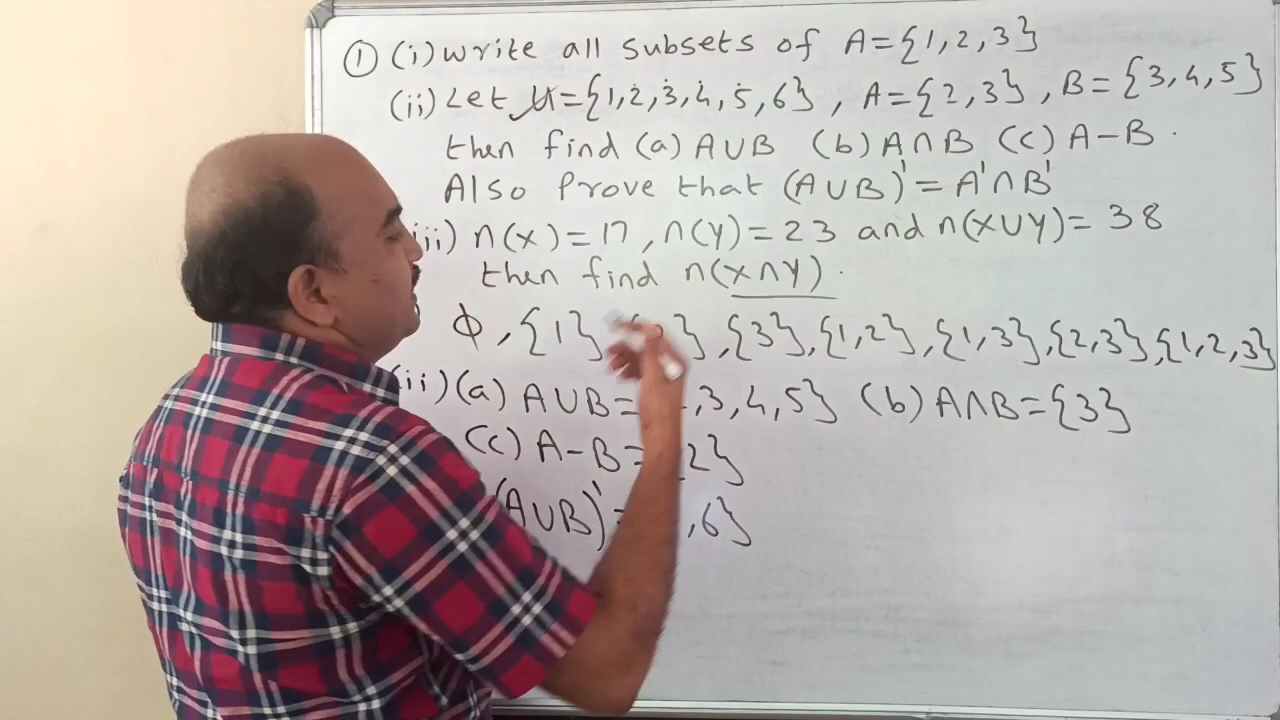 ① (i) write all subsets of A={1,2,3}
(ii) Let U={1,2,3,4,5,6}, A={2,3}, B={3,4,5}
then find (a) A∪B (b) A∩B (c) A-B.
Also Prove that (A∪B)'=A'∩B'
ii) n(x)=17, n(Y)=23 and n(X∪Y)=38
then find n(X∩Y).
ϕ, {1}, {3}, {1,2}, {1,3}, {2,3}, {1,2,3}
(ii) (a) A∪B= ,3,4,5} (b) A∩B={3}
(c) A-B= 2}
(A∪B)'= ,6}